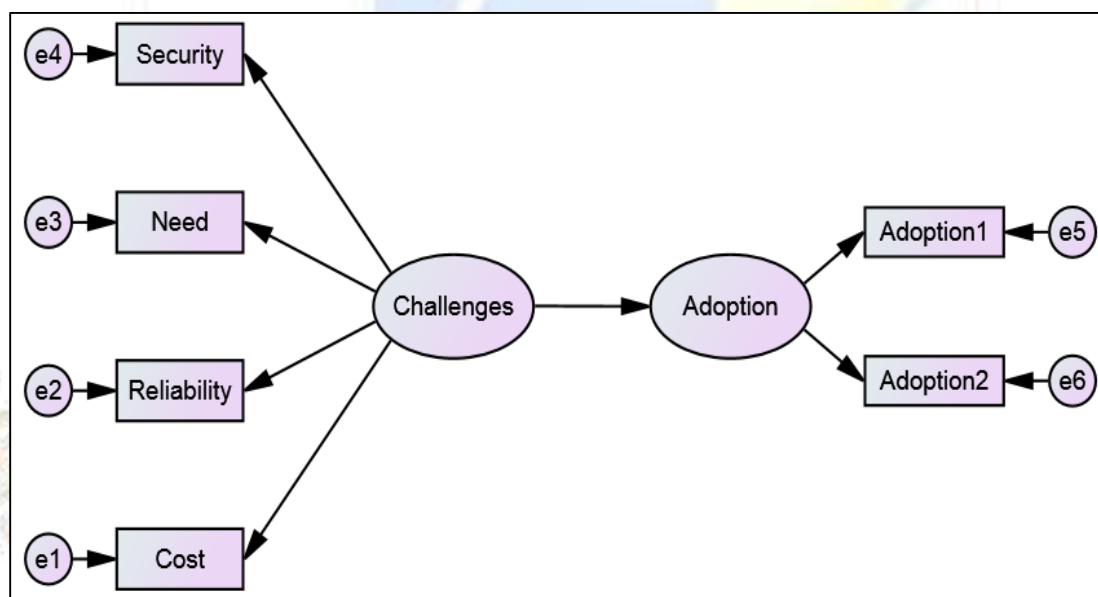 e4
Security
e3
Need
e2
Reliability
e1
Cost
Challenges
Adoption
Adoption1
e5
Adoption2
e6